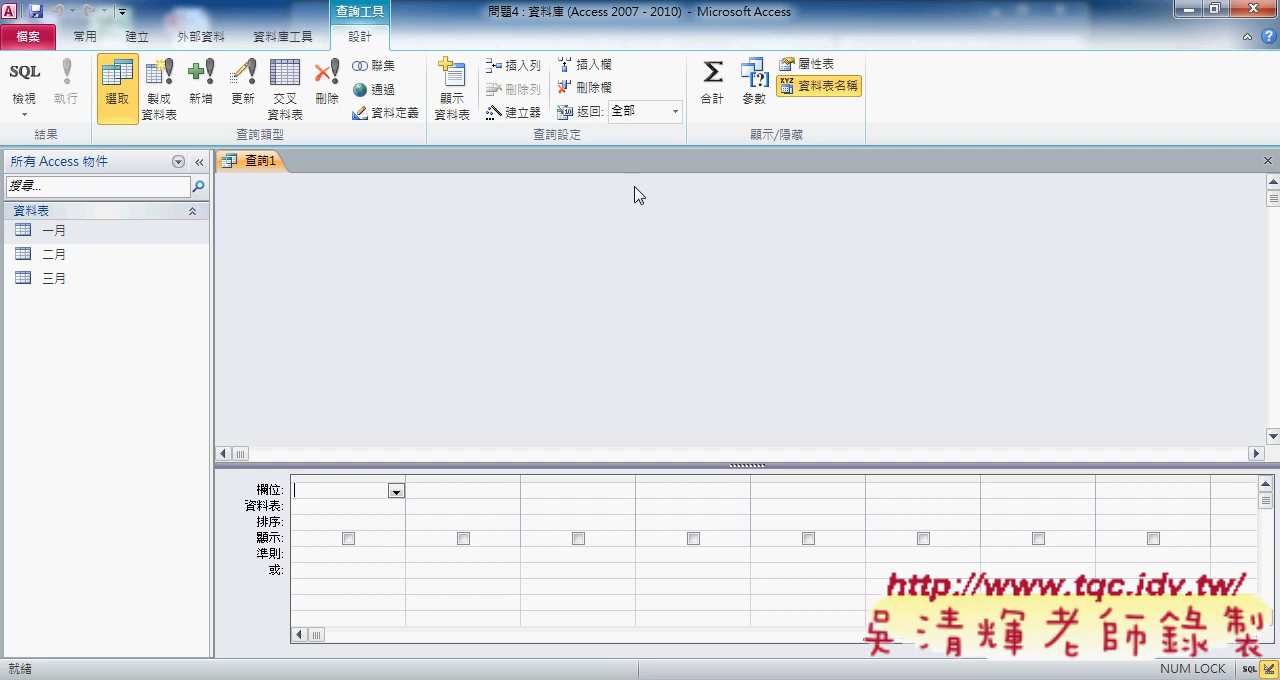 查詢工具
問題4 : 資料庫 (Access 2007 - 2010) - Microsoft Access
檔案 常用 建立 外部資料 資料庫工具 設計
SQL
檢視 執行
結果
選取 製成資料表 新增 更新 交叉資料表 刪除
聯集
通過
資料定義
查詢類型
顯示資料表
插入列
刪除列
建立器
插入欄
刪除欄
返回: 全部
查詢設定
合計 參數
屬性表
XYZ 資料表名稱
顯示/隱藏
所有 Access 物件
搜尋...
資料表
一月
二月
三月
查詢1
欄位:
資料表:
排序:
顯示:
準則:
或:
http://www.tqc.idv.tw/
吳清輝老師錄製
就緒
NUM LOCK
SQL